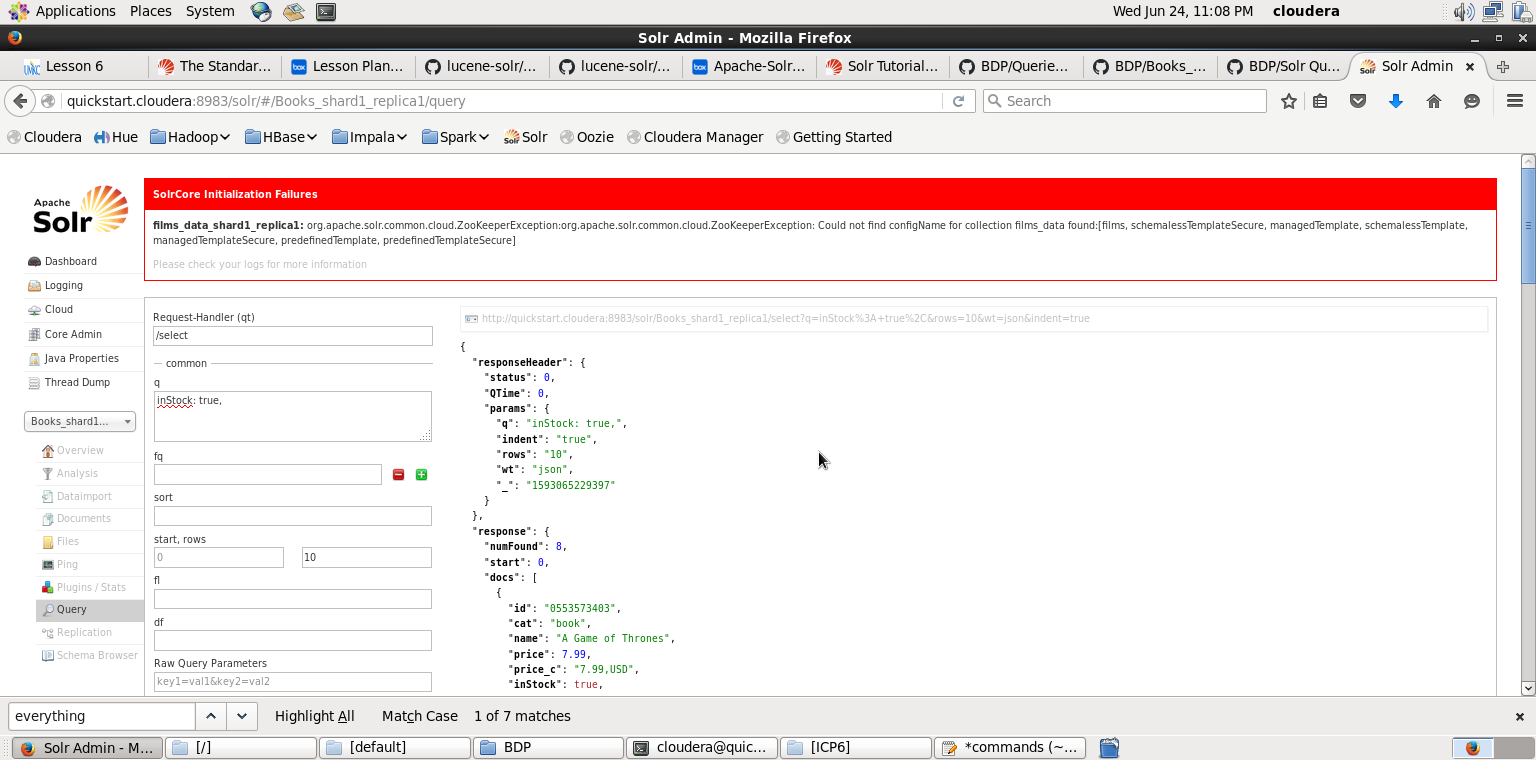 Applications Places System Wed Jun 24, 11:08 PM cloudera
Solr Admin - Mozilla Firefox
Lesson 6 The Standar... Lesson Plan... lucene-solr/... lucene-solr/... Apache-Solr... Solr Tutorial... BDP/Querie... BDP/Books_... BDP/Solr Qu... Solr Admin
quickstart.cloudera:8983/solr/#/Books_shard1_replica1/query Search
Cloudera Hue Hadoop HBase Impala Spark Solr Oozie Cloudera Manager Getting Started
Apache
Solr
SolrCore Initialization Failures
films_data_shard1_replica1: org.apache.solr.common.cloud.ZooKeeperException:org.apache.solr.common.cloud.ZooKeeperException: Could not find configName for collection films_data found:[films, schemalessTemplateSecure, managedTemplate, schemalessTemplate,
managedTemplateSecure, predefinedTemplate, predefinedTemplateSecure]
Please check your logs for more information
Dashboard
Logging
Cloud
Core Admin
Java Properties
Thread Dump
Books_shard1...
Overview
Analysis
Dataimport
Documents
Files
Ping
Plugins / Stats
Query
Replication
Schema Browser
Request-Handler (qt)
/select
common
q
inStock: true,
fq
sort
start, rows
0 10
fl
df
Raw Query Parameters
key1=val1&key2=val2
http://quickstart.cloudera:8983/solr/Books_shard1_replica1/select?q=inStock%3A+true%2C&rows=10&wt=json&indent=true
{
"responseHeader": {
"status": 0,
"QTime": 0,
"params": {
"q": "inStock: true,",
"indent": "true",
"rows": "10",
"wt": "json",
"_": "1593065229397"
}
},
"response": {
"numFound": 8,
"start": 0,
"docs": [
{
"id": "0553573403",
"cat": "book",
"name": "A Game of Thrones",
"price": 7.99,
"price_c": "7.99,USD",
"inStock": true,
everything Highlight All Match Case 1 of 7 matches
Solr Admin - M... [/] [default] BDP cloudera@quic... [ICP6] *commands (~...